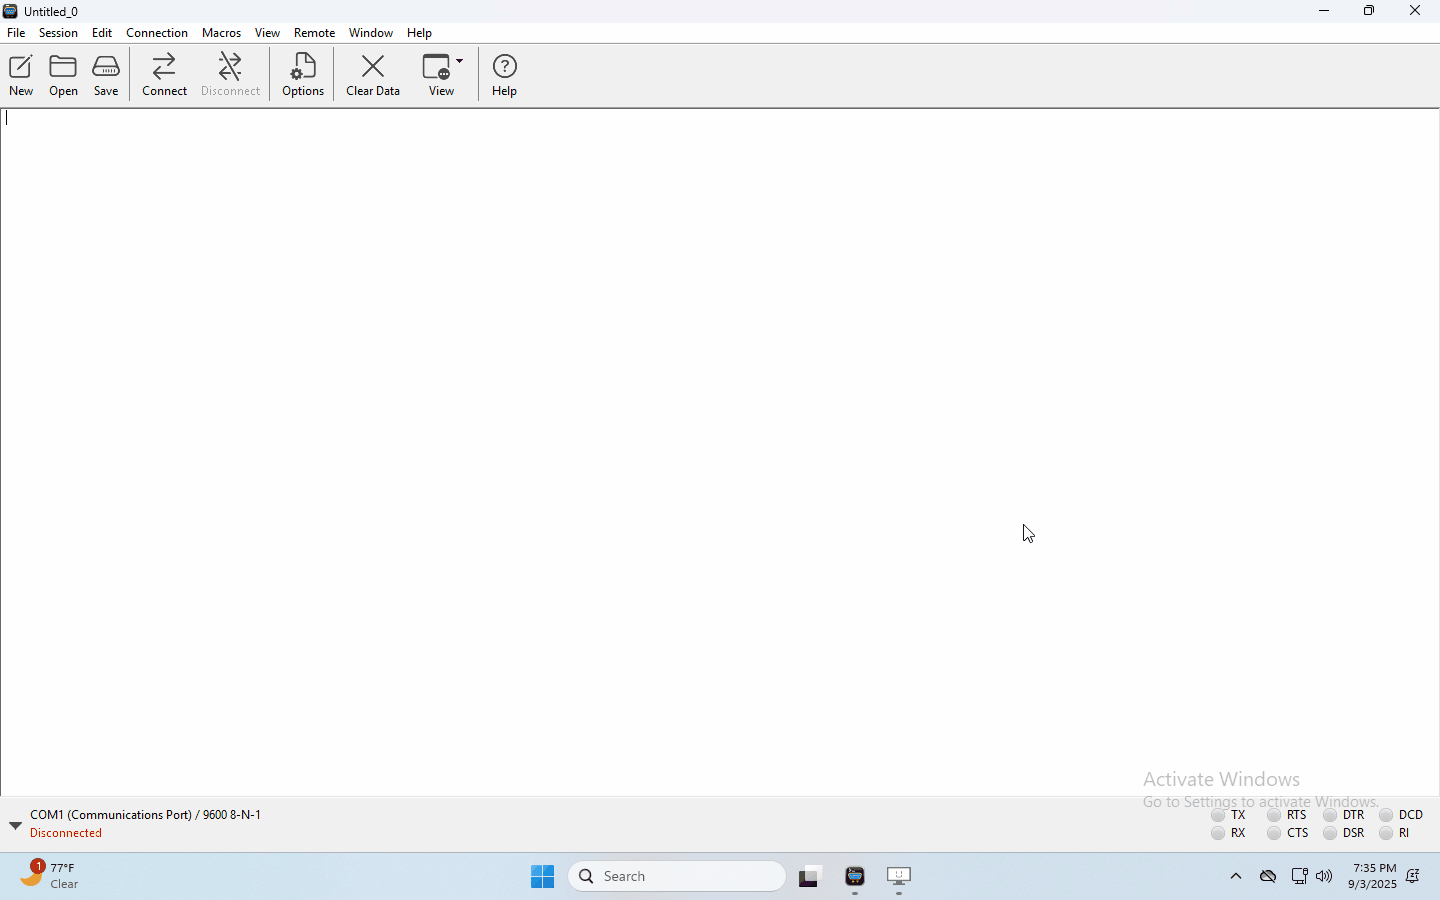 Untitled_0
File Session Edit Connection Macros View Remote Window Help
New Open Save Connect Disconnect Options Clear Data View Help
Activate Windows
Go to Settings to activate Windows.
COM1 (Communications Port) / 9600 8-N-1
TX RTS DTR DCD
Disconnected
RX CTS DSR RI
1
77°F
Clear
Search
7:35 PM
9/3/2025